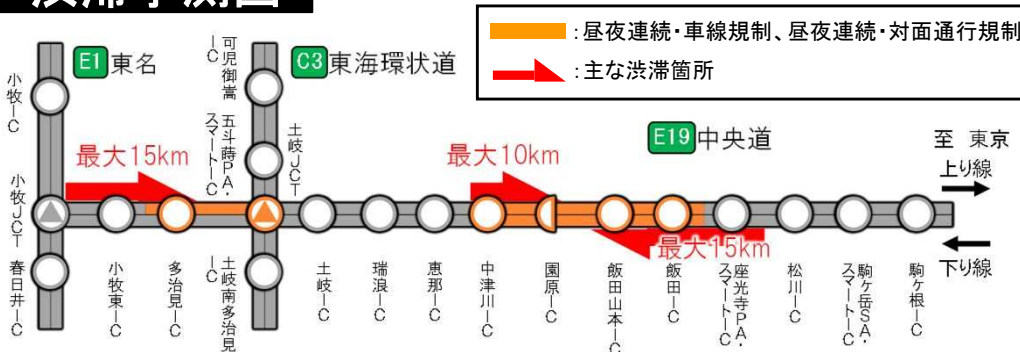 渋滞予測図
:昼夜連続・車線規制、昼夜連続・対面通行規制
:主な渋滞箇所
E1 東名
C3 東海環状道
E19 中央道
至 東京
上り線
下り線
最大15km
最大10km
最大15km
小牧IC
小牧JCT
春日井IC
可児御嵩IC
五斗蒔PA・スマートIC
土岐JCT
土岐南多治見IC
小牧東IC
多治見IC
土岐IC
瑞浪IC
恵那IC
中津川IC
園原IC
飯田山本IC
飯田IC
座光寺PA・スマートIC
松川IC
駒ケ岳SA・スマートIC
駒ケ根IC